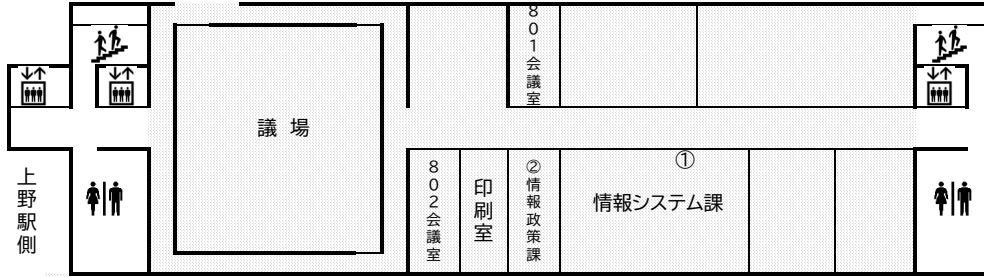 801会議室
議 場
①
上野駅側
802会議室
印刷室
②情報政策課
情報システム課